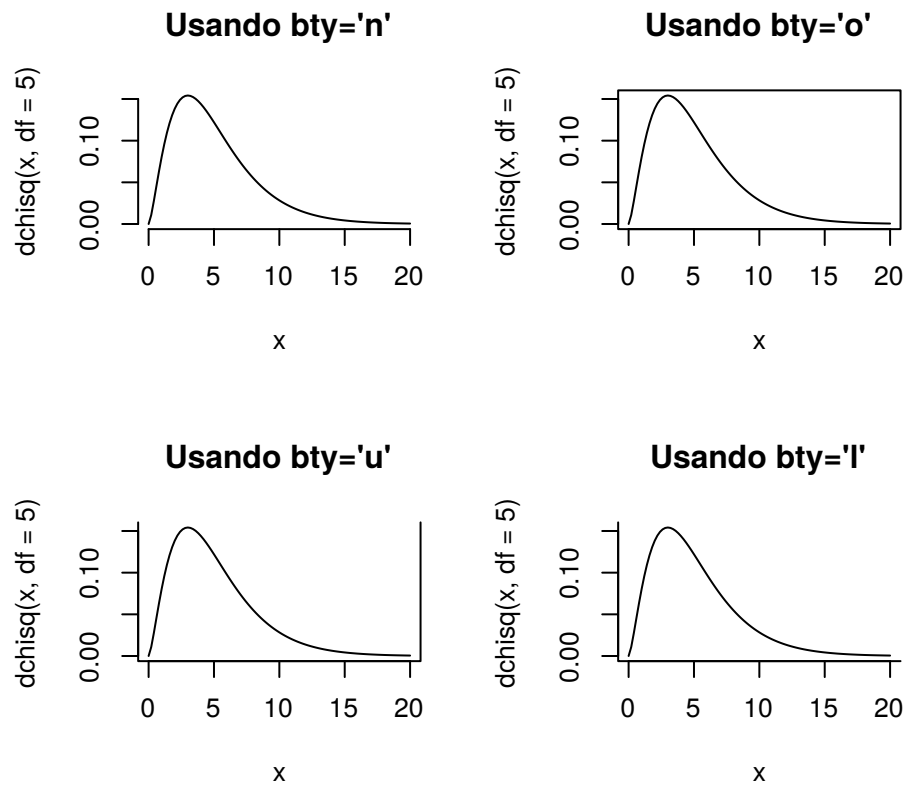 Usando bty='n'
dchisq(x, df = 5)
0.00 0.10
0 5 10 15 20
x
Usando bty='o'
dchisq(x, df = 5)
0.00 0.10
0 5 10 15 20
x
Usando bty='u'
dchisq(x, df = 5)
0.00 0.10
0 5 10 15 20
x
Usando bty='l'
dchisq(x, df = 5)
0.00 0.10
0 5 10 15 20
x